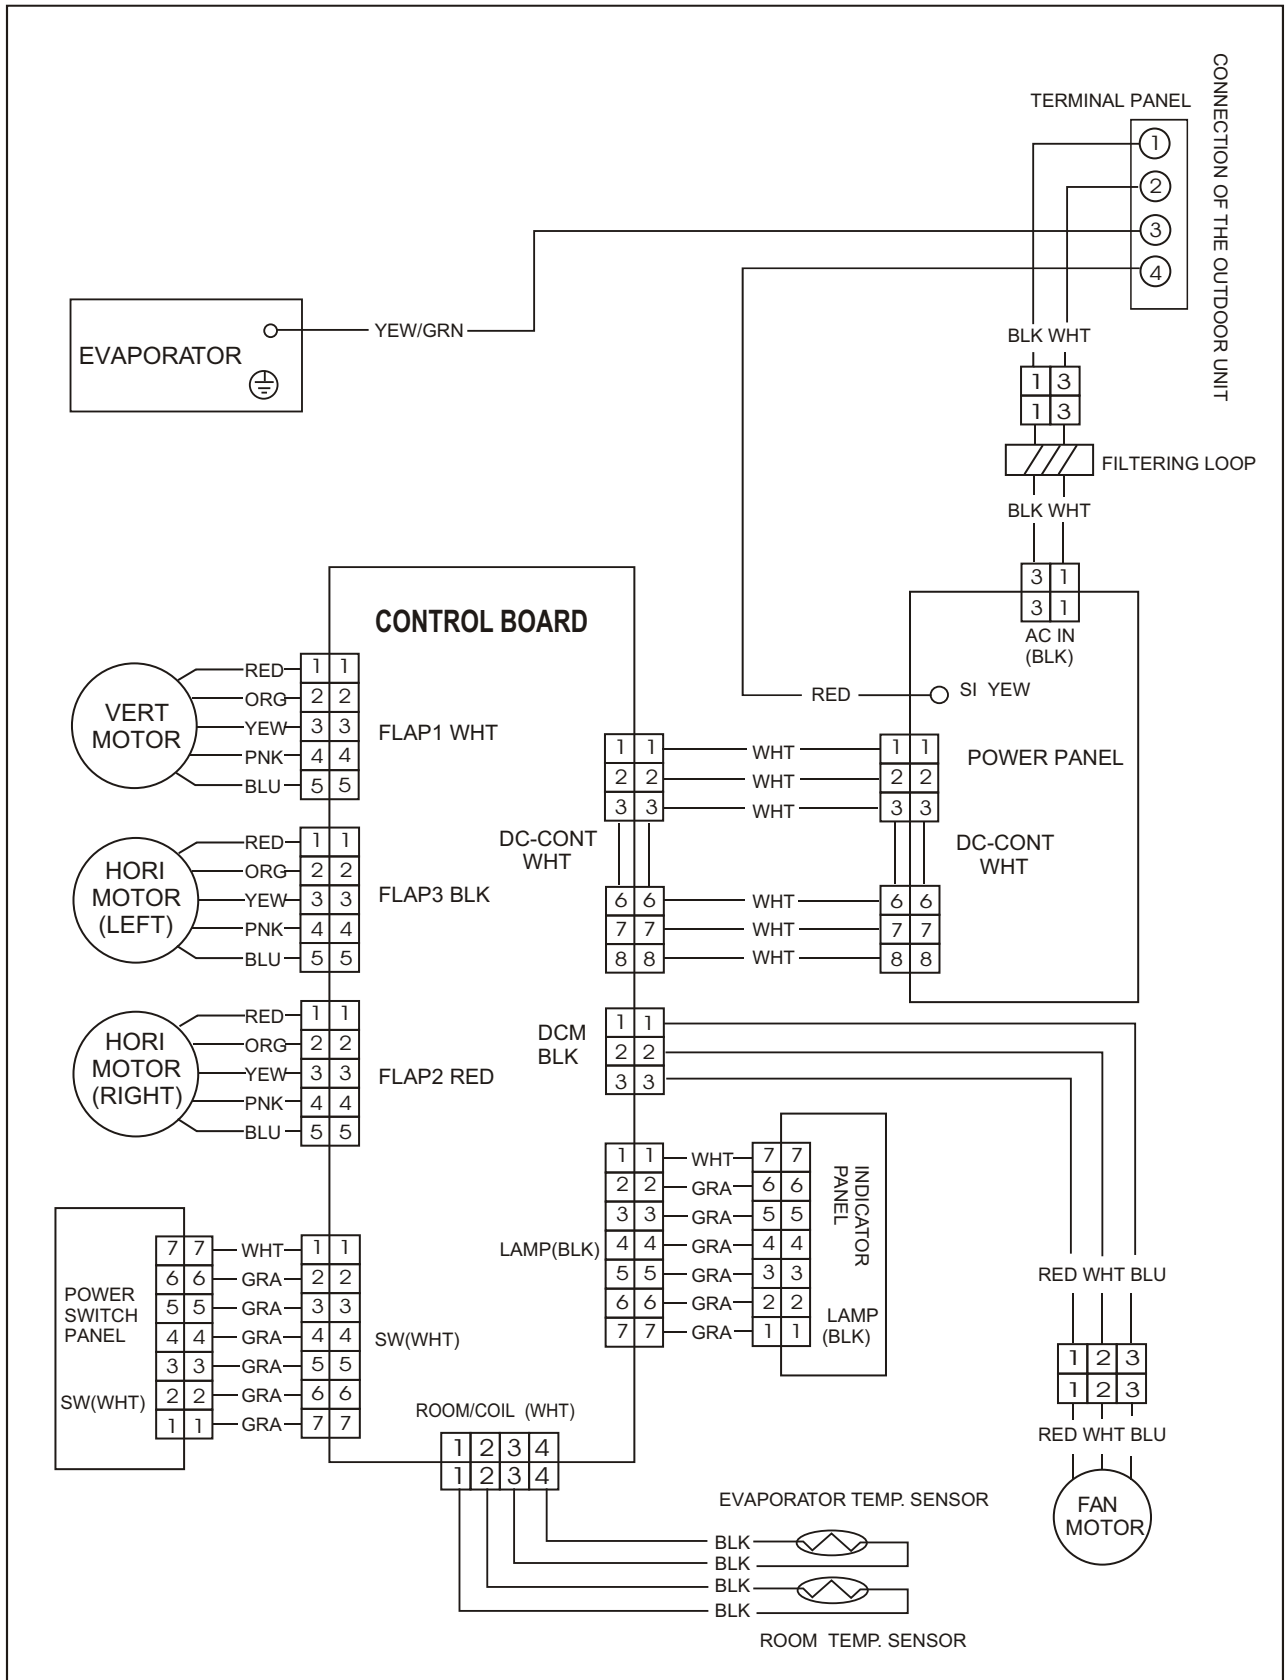 TERMINAL PANEL
CONNECTION OF THE OUTDOOR UNIT
1
2
3
4
EVAPORATOR
YEW/GRN
BLK WHT
1 3
1 3
FILTERING LOOP
BLK WHT
3 1
3 1
AC IN
(BLK)
RED
SI YEW
POWER PANEL
CONTROL BOARD
VERT
MOTOR
RED 1 1
ORG 2 2
YEW 3 3
PNK 4 4
BLU 5 5
FLAP1 WHT
HORI
MOTOR
(LEFT)
RED 1 1
ORG 2 2
YEW 3 3
PNK 4 4
BLU 5 5
FLAP3 BLK
HORI
MOTOR
(RIGHT)
RED 1 1
ORG 2 2
YEW 3 3
PNK 4 4
BLU 5 5
FLAP2 RED
1 1 WHT 1 1
2 2 WHT 2 2
3 3 WHT 3 3
DC-CONT
WHT
DC-CONT
WHT
6 6 WHT 6 6
7 7 WHT 7 7
8 8 WHT 8 8
DCM
BLK
1 1
2 2
3 3
LAMP(BLK)
1 1 WHT 7 7
2 2 GRA 6 6
3 3 GRA 5 5
4 4 GRA 4 4
5 5 GRA 3 3
6 6 GRA 2 2
7 7 GRA 1 1
INDICATOR
PANEL
LAMP
(BLK)
POWER
SWITCH
PANEL
SW(WHT)
7 7 WHT 1 1
6 6 GRA 2 2
5 5 GRA 3 3
4 4 GRA 4 4
3 3 GRA 5 5
2 2 GRA 6 6
1 1 GRA 7 7
SW(WHT)
ROOM/COIL (WHT)
1 2 3 4
1 2 3 4
EVAPORATOR TEMP. SENSOR
BLK
BLK
BLK
BLK
ROOM TEMP. SENSOR
RED WHT BLU
1 2 3
1 2 3
RED WHT BLU
FAN
MOTOR